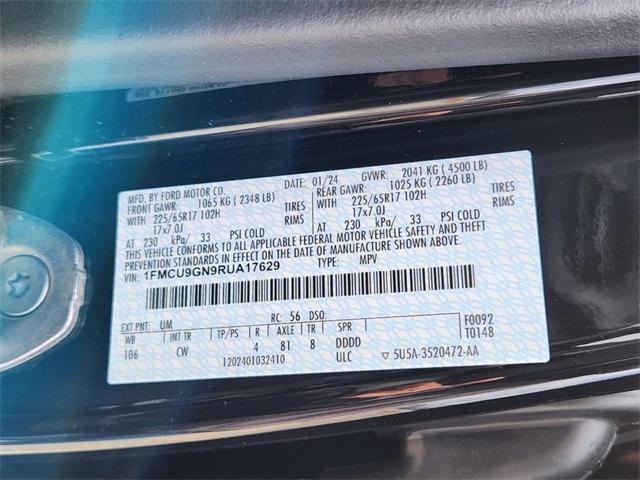 MFD. BY FORD MOTOR CO. DATE: 01/24 GVWR: 2041 KG ( 4500 LB)
FRONT GAWR: 1065 KG ( 2348 LB) REAR GAWR: 1025 KG ( 2260 LB)
WITH 225/65R17 102H TIRES WITH 225/65R17 102H TIRES
17x7.0J RIMS 17x7.0J RIMS
AT 230 kPa/ 33 PSI COLD AT 230 kPa/ 33 PSI COLD
THIS VEHICLE CONFORMS TO ALL APPLICABLE FEDERAL MOTOR VEHICLE SAFETY AND THEFT
PREVENTION STANDARDS IN EFFECT ON THE DATE OF MANUFACTURE SHOWN ABOVE.
VIN: 1FMCU9GN9RUA17629 TYPE: MPV
EXT PNT: UM RC: 56 DSO: F0092
WB INT TR TP/PS R AXLE TR SPR T0148
106 CW 4 81 8 DDDD
1202401032410 ULC ▽ 5U5A-3520472-AA